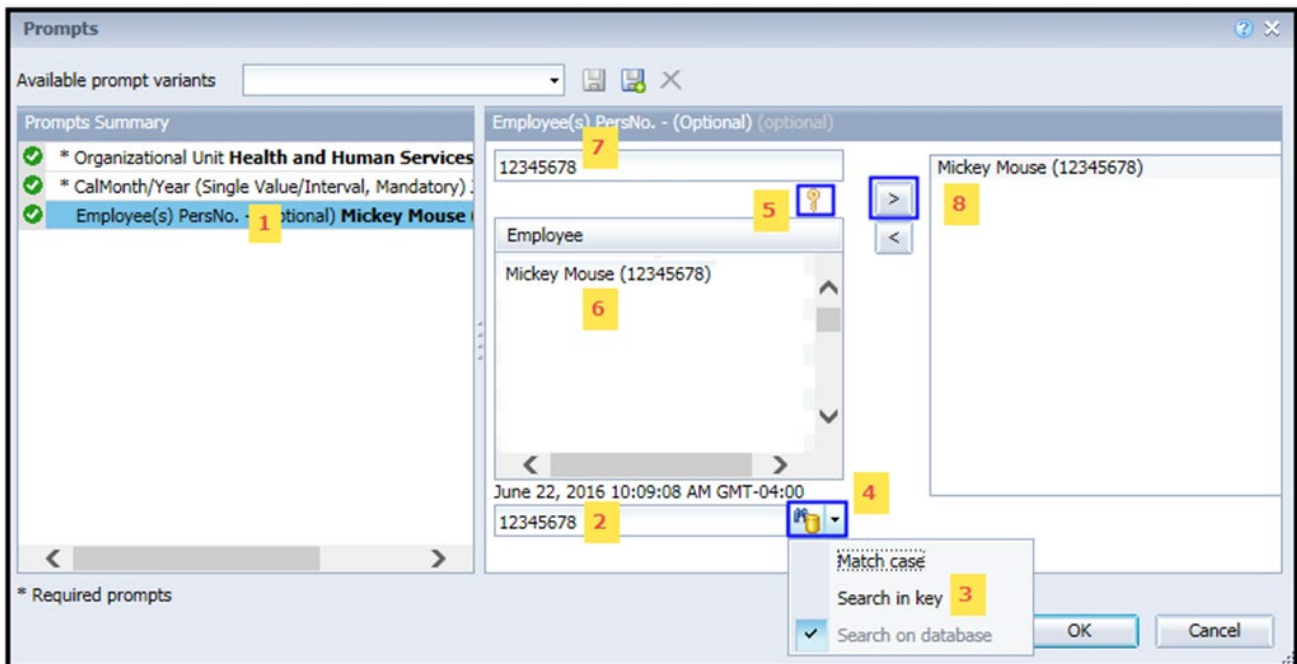 Prompts
Available prompt variants
Prompts Summary
* Organizational Unit Health and Human Services
* CalMonth/Year (Single Value/Interval, Mandatory)
Employee(s) PersNo. - tional) Mickey Mouse
1
Employee(s) PersNo. - (Optional) (optional)
7
12345678
5
Employee
Mickey Mouse (12345678)
6
>
<
Mickey Mouse (12345678)
8
June 22, 2016 10:09:08 AM GMT-04:00
4
12345678
2
Match case
Search in key
3
Search on database
* Required prompts
OK
Cancel